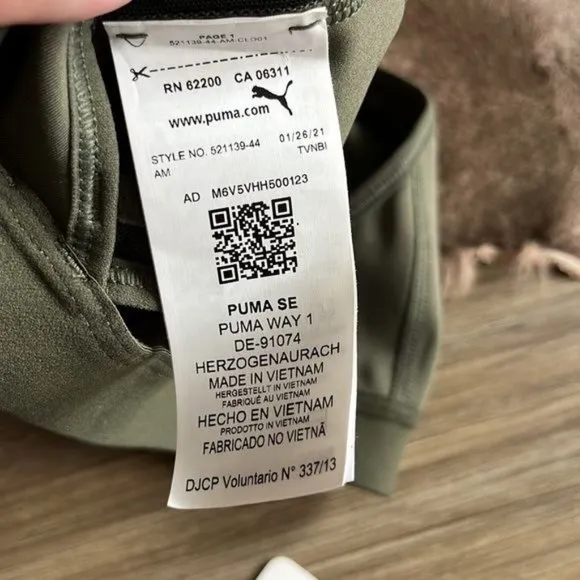 PAGE 1
521139-44-AM-CL001
RN 62200 CA 06311
www.puma.com
STYLE NO. 521139-44 01/26/21
AM TVNBI
AD M6V5VHH500123
PUMA SE
PUMA WAY 1
DE-91074
HERZOGENAURACH
MADE IN VIETNAM
HERGESTELLT IN VIETNAM
FABRIQUÉ AU VIETNAM
HECHO EN VIETNAM
PRODOTTO IN VIETNAM
FABRICADO NO VIETNÃ
DJCP Voluntario N° 337/13